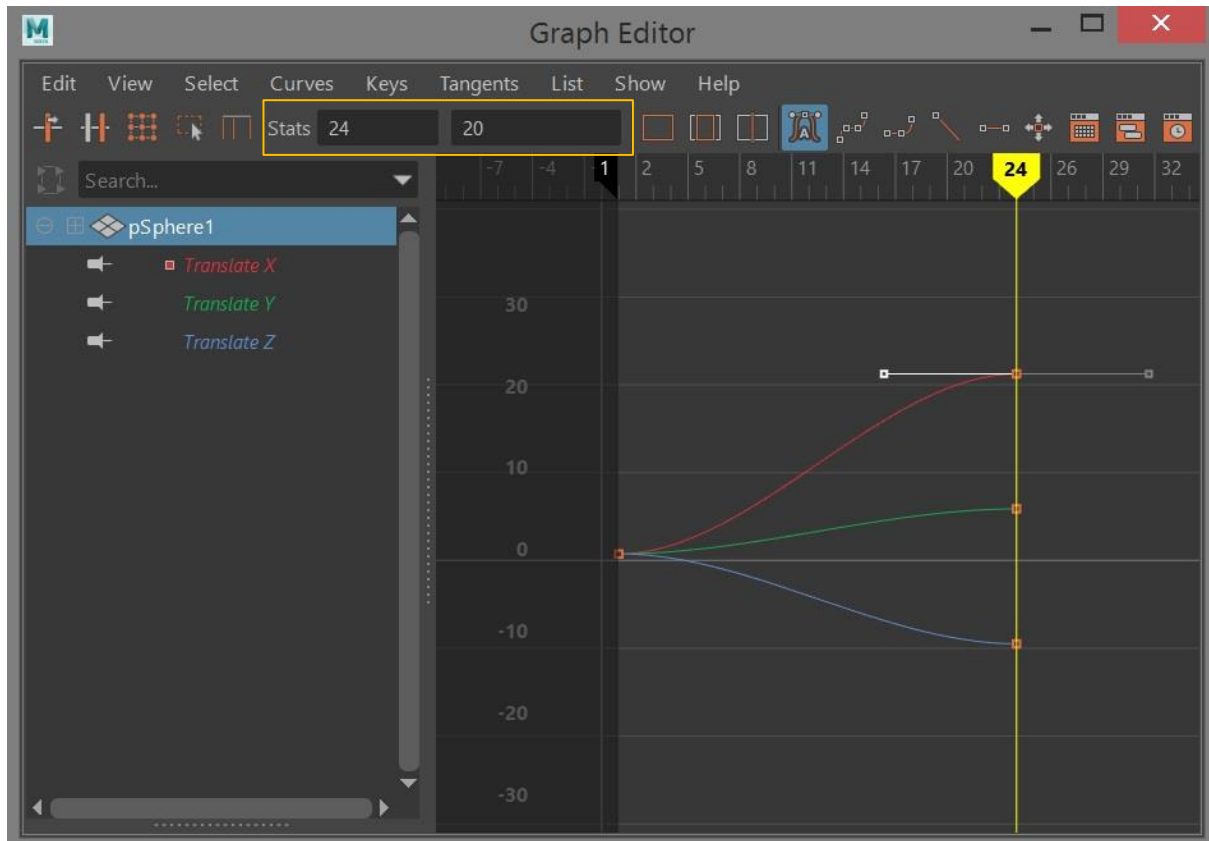 Graph Editor
Edit View Select Curves Keys Tangents List Show Help
Stats 24 20
Search...
-7 -4 1 2 5 8 11 14 17 20 24 26 29 32
pSphere1
Translate X
Translate Y
Translate Z
30
20
10
0
-10
-20
-30